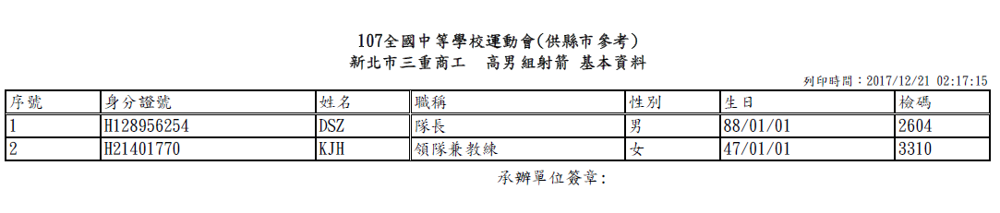 107全國中等學校運動會(供縣市參考)
新北市三重商工　高男組射箭 基本資料
列印時間：2017/12/21 02:17:15
序號 身分證號 姓名 職稱 性別 生日 檢碼
1 H128956254 DSZ 隊長 男 88/01/01 2604
2 H21401770 KJH 領隊兼教練 女 47/01/01 3310
承辦單位簽章: